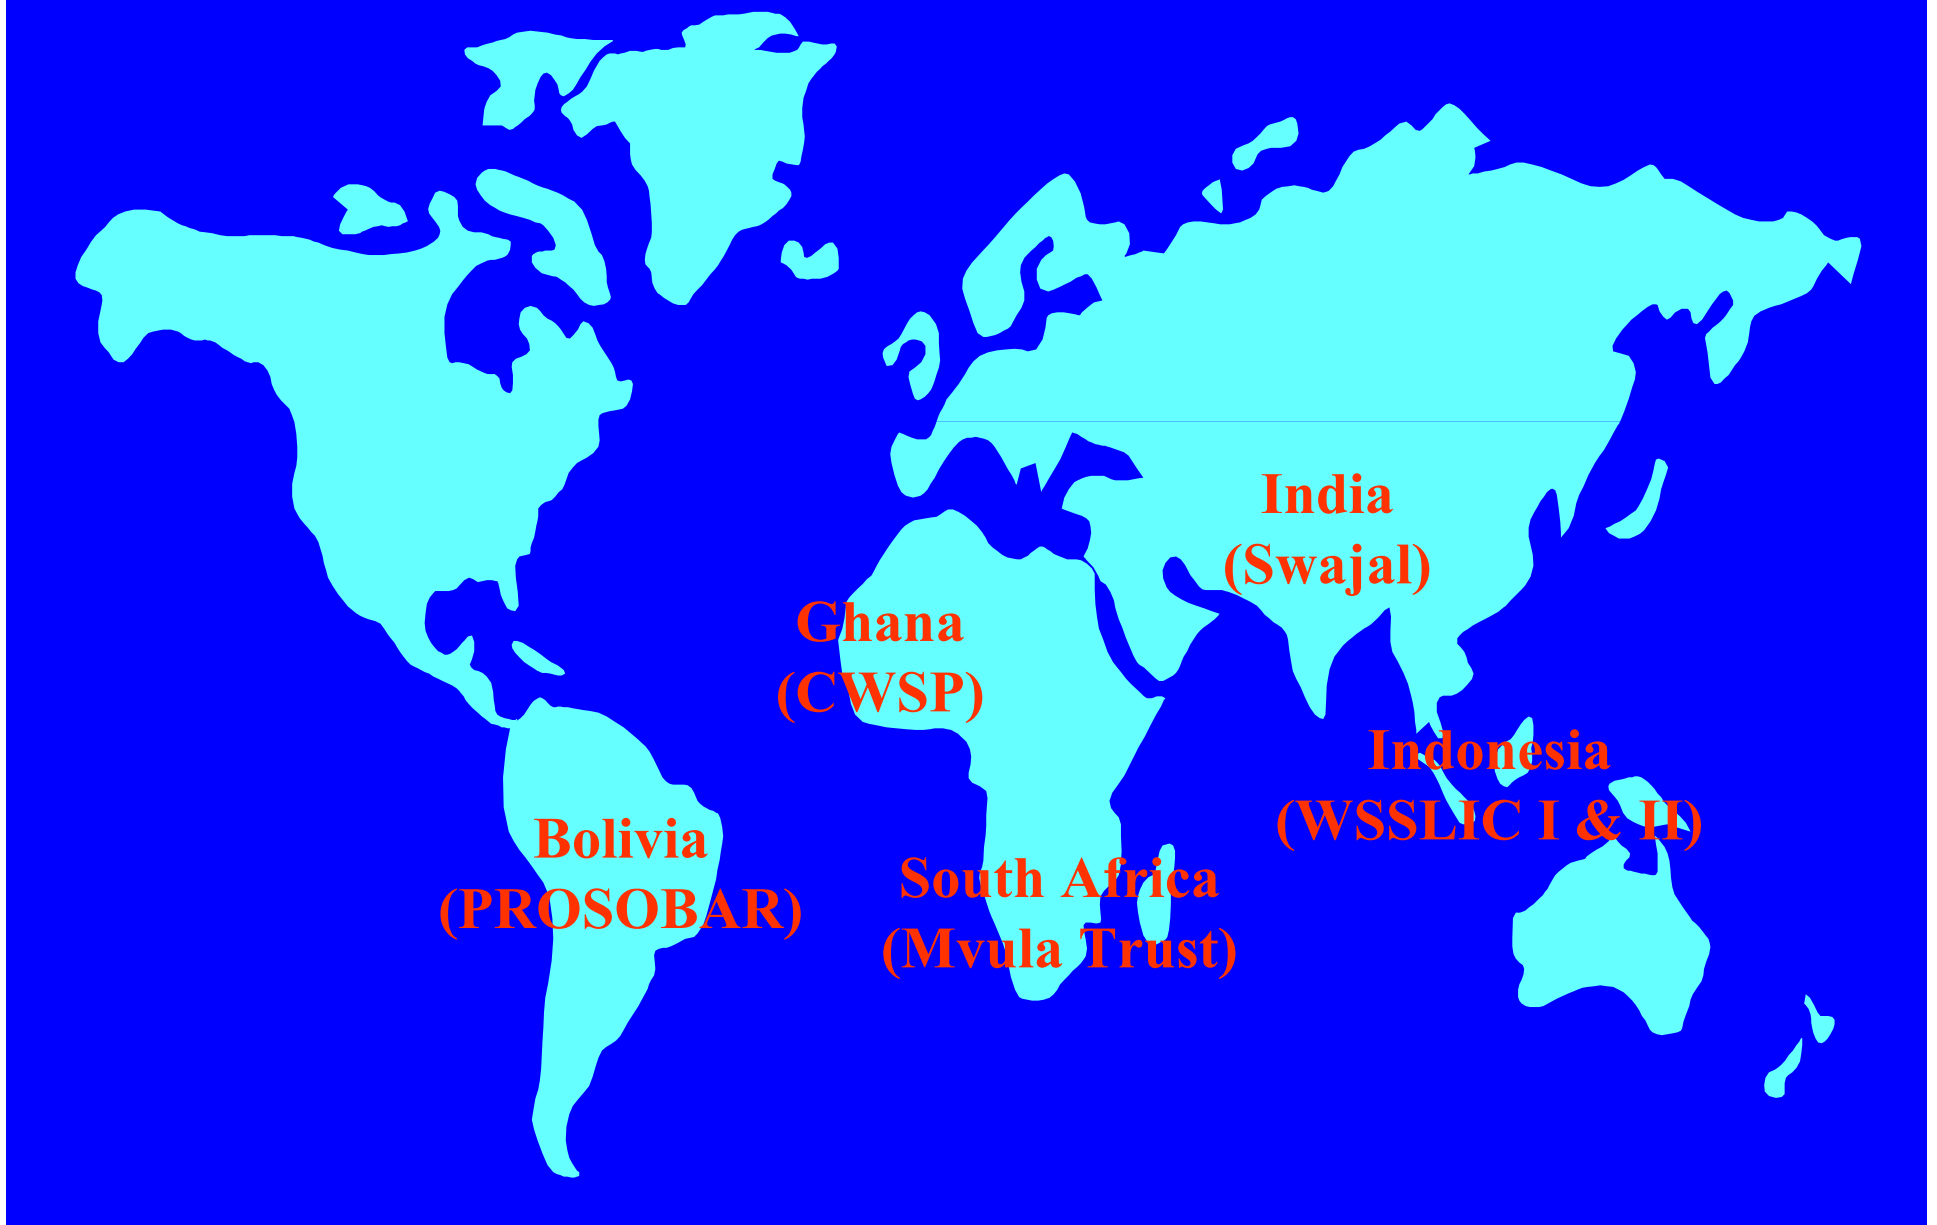 India
(Swajal)
Ghana
(CWSP)
Indonesia
(WSSLIC I & II)
Bolivia
(PROSOBAR)
South Africa
(Mvula Trust)